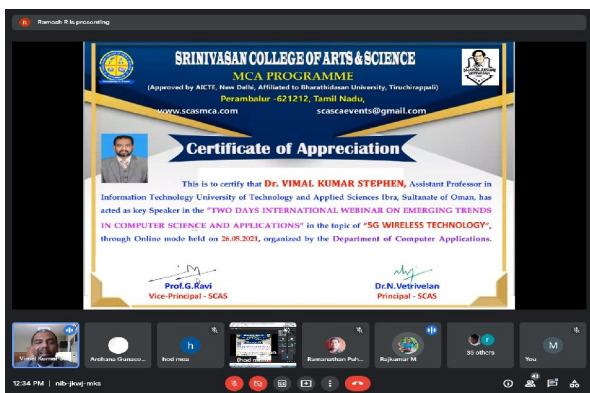 R Ramesh R is presenting
SRINIVASAN COLLEGE OF ARTS & SCIENCE
MCA PROGRAMME
(Approved by AICTE, New Delhi, Affiliated to Bharathidasan University, Tiruchirappali)
Perambalur -621212, Tamil Nadu,
www.scasmca.com scascaevents@gmail.com
Certificate of Appreciation
This is to certify that Dr. VIMAL KUMAR STEPHEN, Assistant Professor in
Information Technology University of Technology and Applied Sciences Ibra, Sultanate of Oman, has
acted as key Speaker in the "TWO DAYS INTERNATIONAL WEBINAR ON EMERGING TRENDS
IN COMPUTER SCIENCE AND APPLICATIONS" in the topic of "5G WIRELESS TECHNOLOGY",
through Online mode held on 26.05.2021, organized by the Department of Computer Applications.
Prof.G.Ravi Dr.N.Vetrivelan
Vice-Principal - SCAS Principal - SCAS
h M
Vimal Kumar Archana Gunaco... hod mca Ramanathan Puh... Rajkumar M 35 others You
12:34 PM | nib-jkwj-mks 43